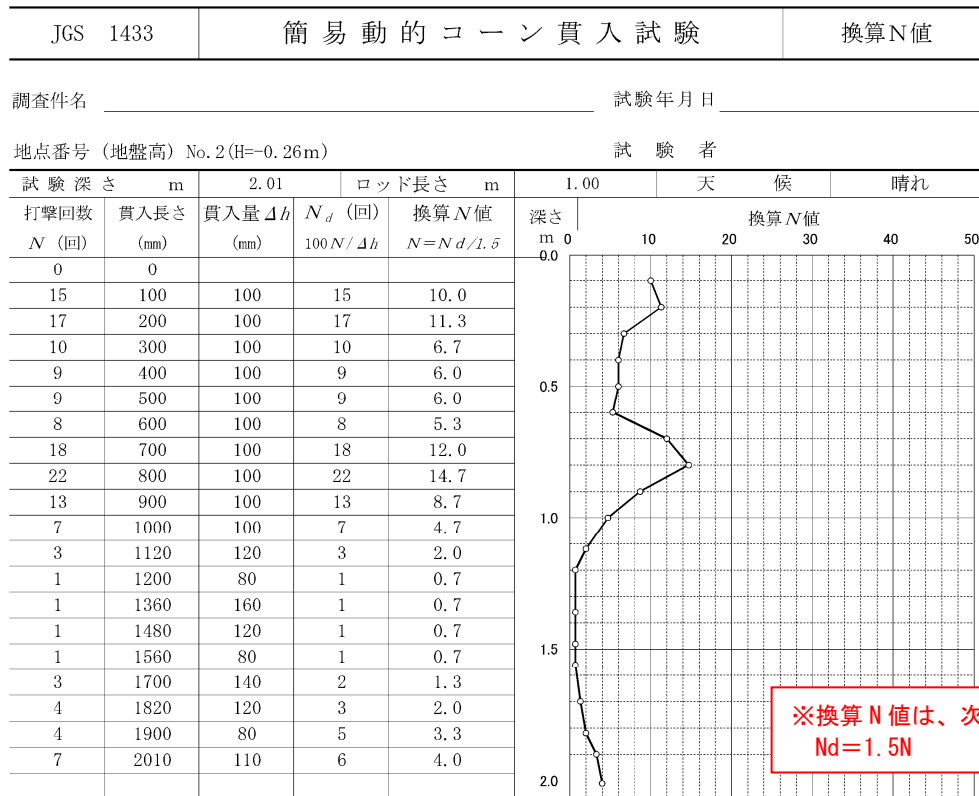 JGS 1433 簡易動的コーン貫入試験 換算N値
調査件名 試験年月日
地点番号 (地盤高) No.2(H=-0.26m) 試験者
試験深さ m 2.01 ロッド長さ m 1.00 天候 晴れ
打撃回数 貫入長さ 貫入量Δh Nd (回) 換算N値 深さ 換算N値
N (回) (mm) (mm) 100N/Δh N=Nd/1.5 m 0 10 20 30 40 50
0.0
0 0
15 100 100 15 10.0
17 200 100 17 11.3
10 300 100 10 6.7
9 400 100 9 6.0
9 500 100 9 6.0 0.5
8 600 100 8 5.3
18 700 100 18 12.0
22 800 100 22 14.7
13 900 100 13 8.7
7 1000 100 7 4.7 1.0
3 1120 120 3 2.0
1 1200 80 1 0.7
1 1360 160 1 0.7
1 1480 120 1 0.7
1 1560 80 1 0.7 1.5
3 1700 140 2 1.3
4 1820 120 3 2.0 ※換算N値は、次
4 1900 80 5 3.3 Nd=1.5N
7 2010 110 6 4.0
2.0